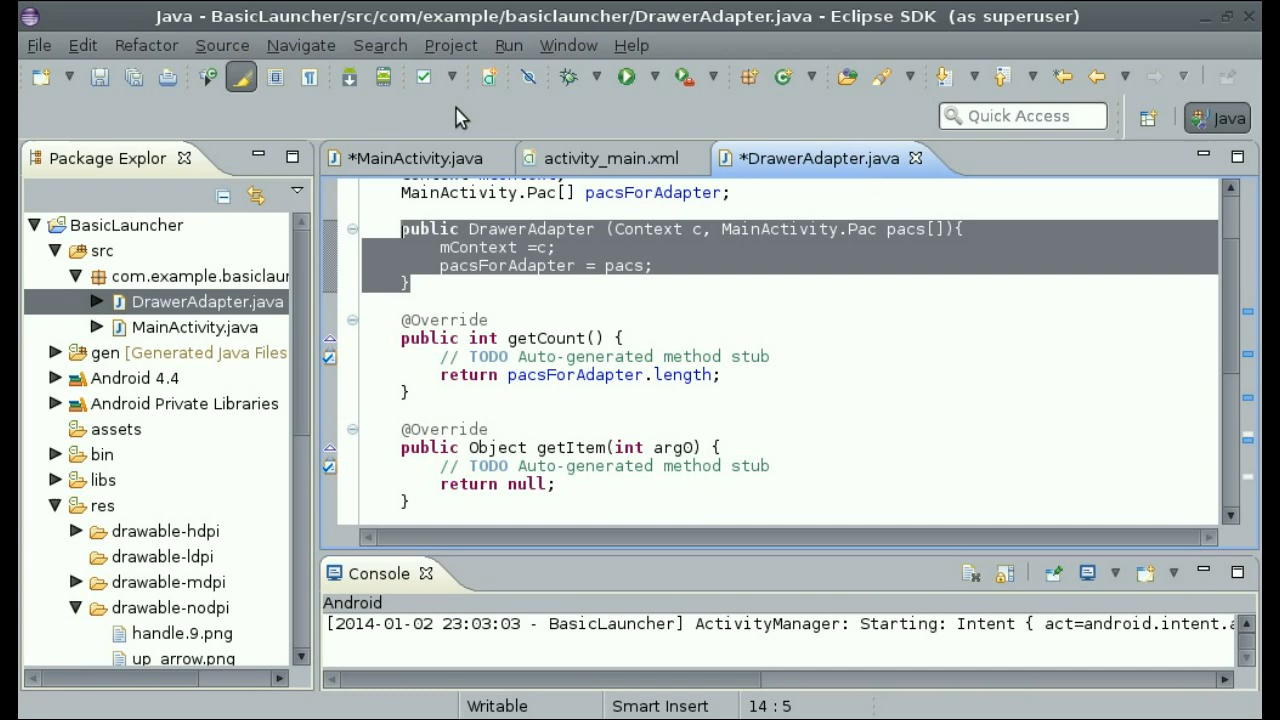 Java - BasicLauncher/src/com/example/basiclauncher/DrawerAdapter.java - Eclipse SDK (as superuser)
File Edit Refactor Source Navigate Search Project Run Window Help
Quick Access
Java
Package Explor
*MainActivity.java
activity_main.xml
*DrawerAdapter.java
BasicLauncher
src
com.example.basiclaun
DrawerAdapter.java
MainActivity.java
gen [Generated Java Files
Android 4.4
Android Private Libraries
assets
bin
libs
res
drawable-hdpi
drawable-ldpi
drawable-mdpi
drawable-nodpi
handle.9.png
up_arrow.png
MainActivity.Pac[] pacsForAdapter;
public DrawerAdapter (Context c, MainActivity.Pac pacs[]){
mContext =c;
pacsForAdapter = pacs;
}
@Override
public int getCount() {
// TODO Auto-generated method stub
return pacsForAdapter.length;
}
@Override
public Object getItem(int arg0) {
// TODO Auto-generated method stub
return null;
}
Console
Android
[2014-01-02 23:03:03 - BasicLauncher] ActivityManager: Starting: Intent { act=android.intent.a
Writable
Smart Insert
14 : 5